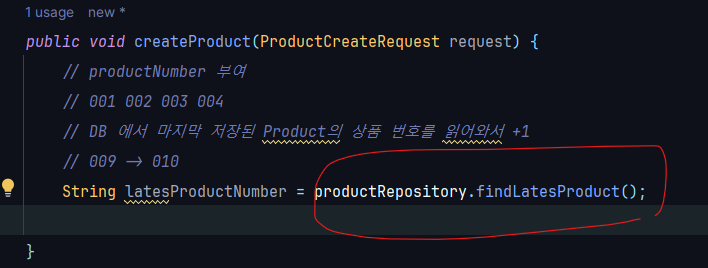 1 usage new *
public void createProduct(ProductCreateRequest request) {
// productNumber 부여
// 001 002 003 004
// DB 에서 마지막 저장된 Product의 상품 번호를 읽어와서 +1
// 009 -> 010
String latesProductNumber = productRepository.findLatesProduct();
}